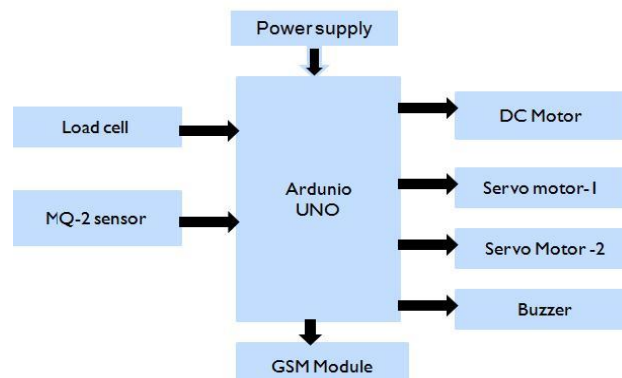 Power supply
Load cell
MQ-2 sensor
Ardunio
UNO
DC Motor
Servo motor-1
Servo Motor -2
Buzzer
GSM Module